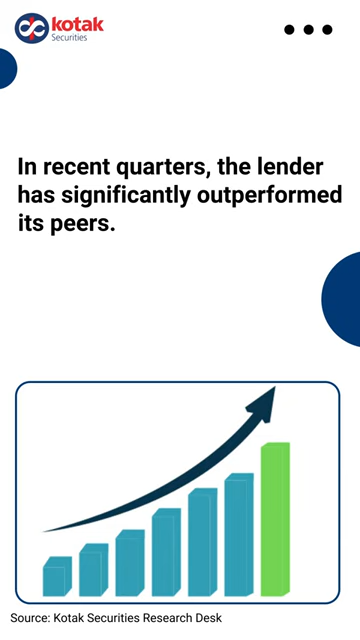 kotak
Securities
In recent quarters, the lender
has significantly outperformed
its peers.
Source: Kotak Securities Research Desk